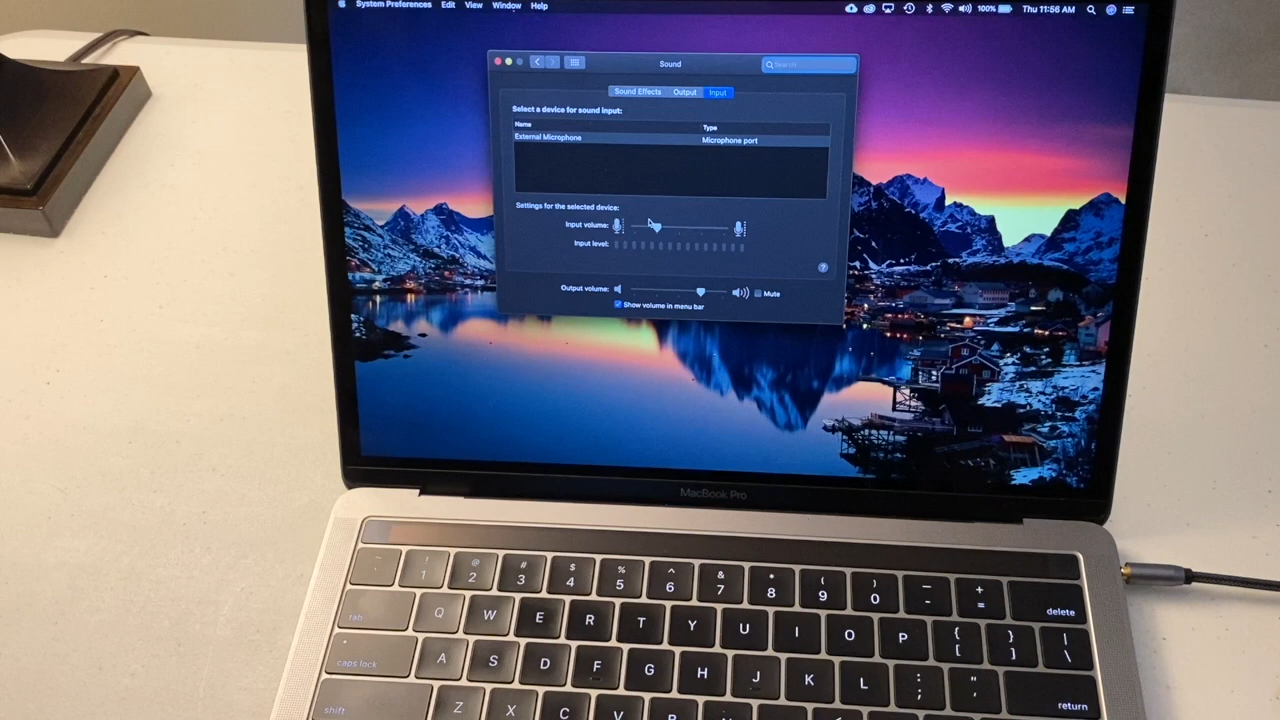 System Preferences Edit View Window Help
100% Thu 11:56 AM
Sound
Search
Sound Effects Output Input
Select a device for sound input:
Name Type
External Microphone Microphone port
Settings for the selected device:
Input volume:
Input level:
?
Output volume: Mute
Show volume in menu bar
MacBook Pro
~ ! @ # $ % ^ & * ( ) — +
1 2 3 4 5 6 7 8 9 0 - = delete
tab Q W E R T Y U I O P { [ } ] | \
caps lock A S D F G H J K L : ; " ' return
shift Z X C V B